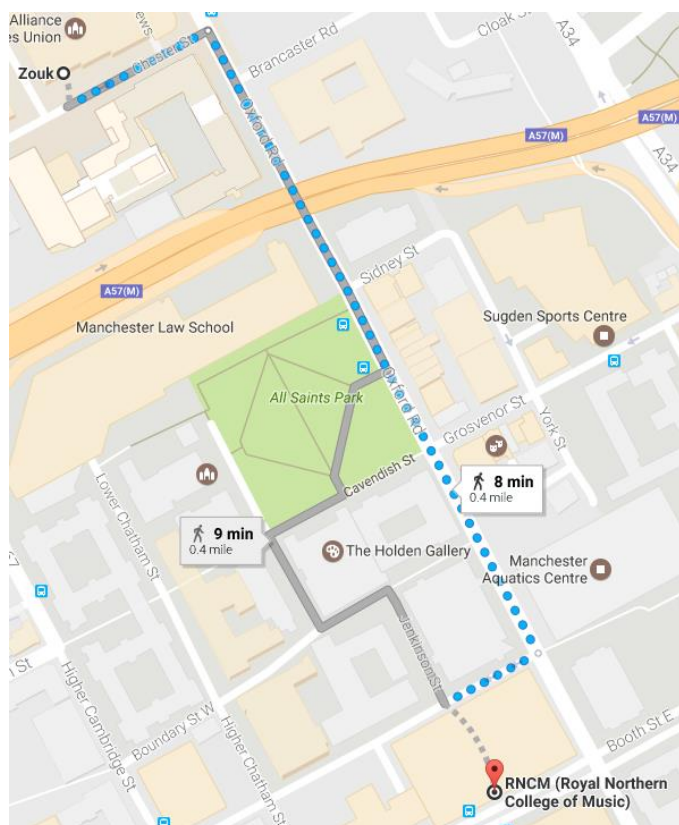 Alliance
es Union
ews
Cloak St
A34
Zouk
Chester St
Brancaster Rd
Oxford Rd
A57(M)
A34
A57(M)
A57(M)
Sidney St
Manchester Law School
Sugden Sports Centre
All Saints Park
Oxford Rd
Grosvenor St
York St
Cavendish St
8 min
0.4 mile
Lower Chatham St
9 min
0.4 mile
The Holden Gallery
Manchester
Aquatics Centre
67
Jenkinson St
n St
Higher Cambridge St
Boundary St W
Higher Chatham St
Booth St E
RNCM (Royal Northern
College of Music)